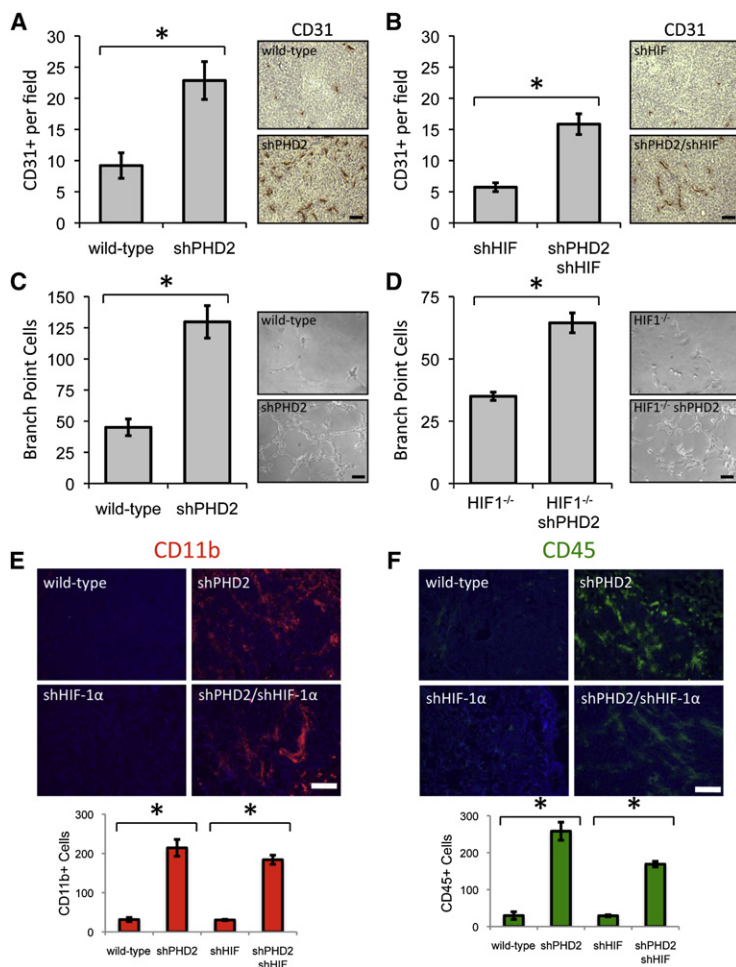 A
*
CD31
CD31+ per field
30
25
20
15
10
5
0
wild-type
shPHD2
wild-type
shPHD2
B
*
CD31
CD31+ per field
30
25
20
15
10
5
0
shHIF
shPHD2
shHIF
shHIF
shPHD2/shHIF
C
*
Branch Point Cells
150
125
100
75
50
25
0
wild-type
shPHD2
wild-type
shPHD2
D
*
Branch Point Cells
75
50
25
0
HIF1-/-
HIF1-/-
shPHD2
HIF1-/-
HIF1-/- shPHD2
E
CD11b
wild-type
shPHD2
shHIF-1α
shPHD2/shHIF-1α
* *
CD11b+ Cells
300
200
100
0
wild-type shPHD2 shHIF shPHD2
shHIF
F
CD45
wild-type
shPHD2
shHIF-1α
shPHD2/shHIF-1α
* *
CD45+ Cells
300
200
100
0
wild-type shPHD2 shHIF shPHD2
shHIF